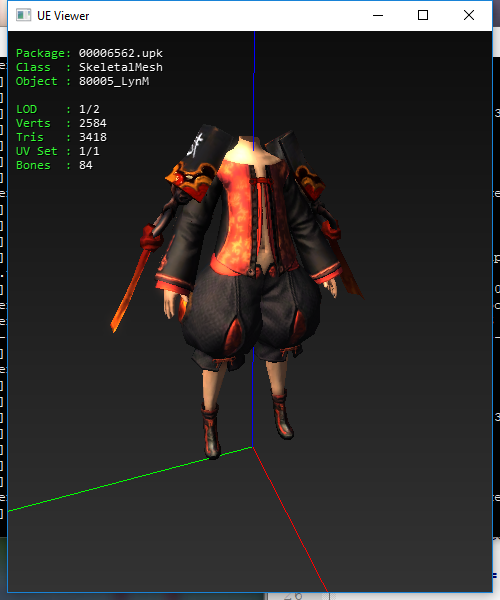 UE Viewer
Package: 00006562.upk
Class : SkeletalMesh
Object : 80005_LynM
LOD : 1/2
Verts : 2584
Tris : 3418
UV Set : 1/1
Bones : 84